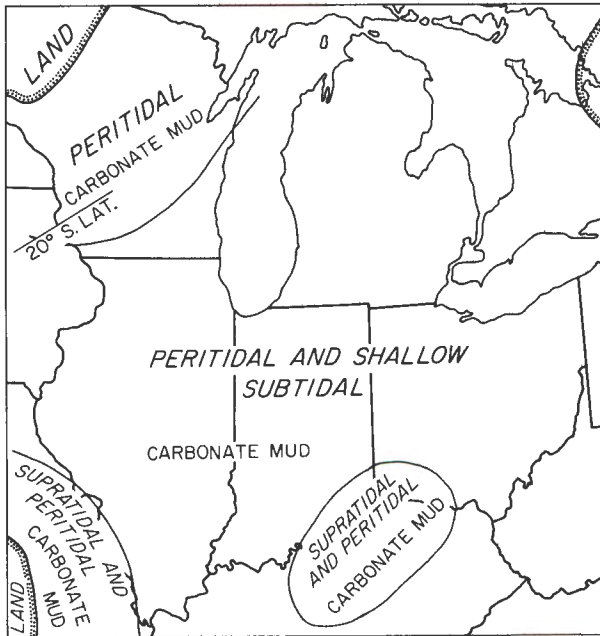 LAND
PERITIDAL
CARBONATE MUD
20° S. LAT.
PERITIDAL AND SHALLOW
SUBTIDAL
CARBONATE MUD
SUPRATIDAL AND
PERITIDAL
CARBONATE
MUD
LAND
SUPRATIDAL
AND PERITIDAL
CARBONATE MUD